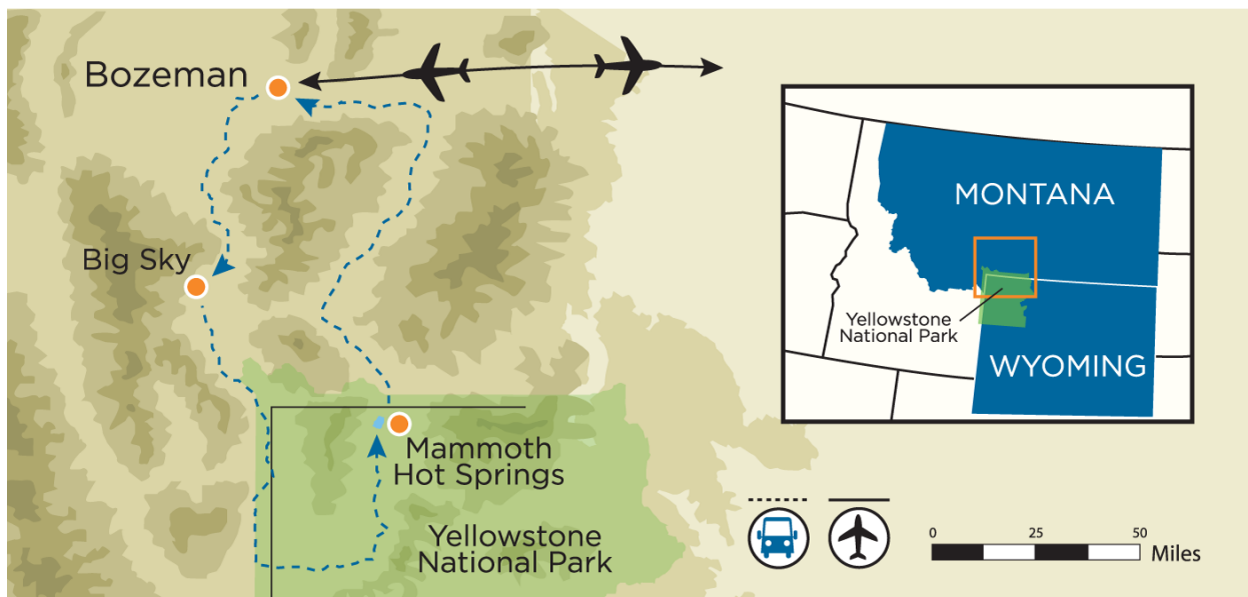 Bozeman
Big Sky
Mammoth
Hot Springs
Yellowstone
National Park
MONTANA
Yellowstone
National Park
WYOMING
0 25 50
Miles